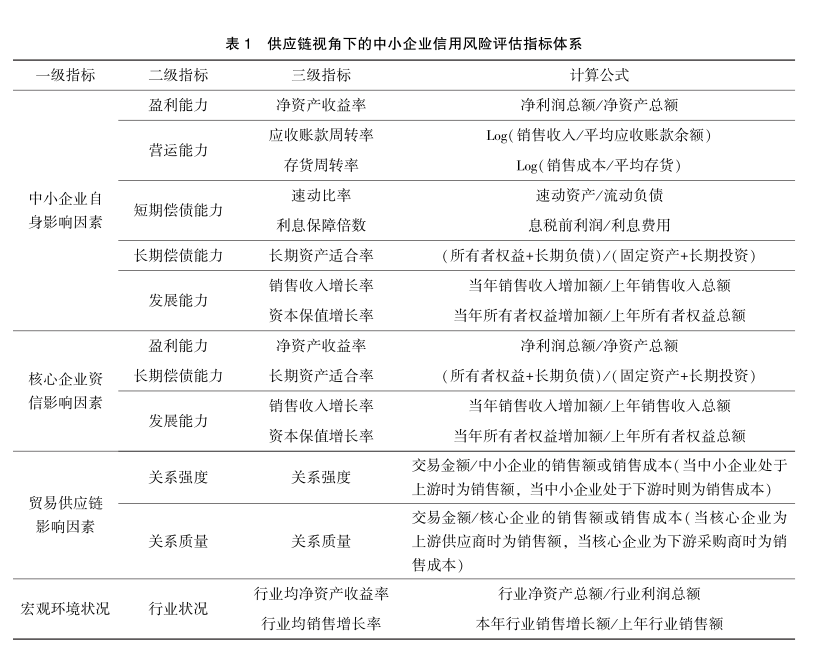 表 1 供应链视角下的中小企业信用风险评估指标体系
一级指标 二级指标 三级指标 计算公式
盈利能力 净资产收益率 净利润总额/净资产总额
应收账款周转率 Log(销售收入/平均应收账款余额)
营运能力
存货周转率 Log(销售成本/平均存货)
中小企业自
身影响因素
速动比率 速动资产/流动负债
短期偿债能力
利息保障倍数 息税前利润/利息费用
长期偿债能力 长期资产适合率 (所有者权益+长期负债)/(固定资产+长期投资)
销售收入增长率 当年销售收入增加额/上年销售收入总额
发展能力
资本保值增长率 当年所有者权益增加额/上年所有者权益总额
盈利能力 净资产收益率 净利润总额/净资产总额
核心企业资
信影响因素
长期偿债能力 长期资产适合率 (所有者权益+长期负债)/(固定资产+长期投资)
销售收入增长率 当年销售收入增加额/上年销售收入总额
发展能力
资本保值增长率 当年所有者权益增加额/上年所有者权益总额
贸易供应链
影响因素
关系强度 关系强度 交易金额/中小企业的销售额或销售成本(当中小企业处于
上游时为销售额，当中小企业处于下游时则为销售成本)
关系质量 关系质量 交易金额/核心企业的销售额或销售成本(当核心企业为
上游供应商时为销售额，当核心企业为下游采购商时为销
售成本)
宏观环境状况 行业状况
行业均净资产收益率 行业净资产总额/行业利润总额
行业均销售增长率 本年行业销售增长额/上年行业销售额